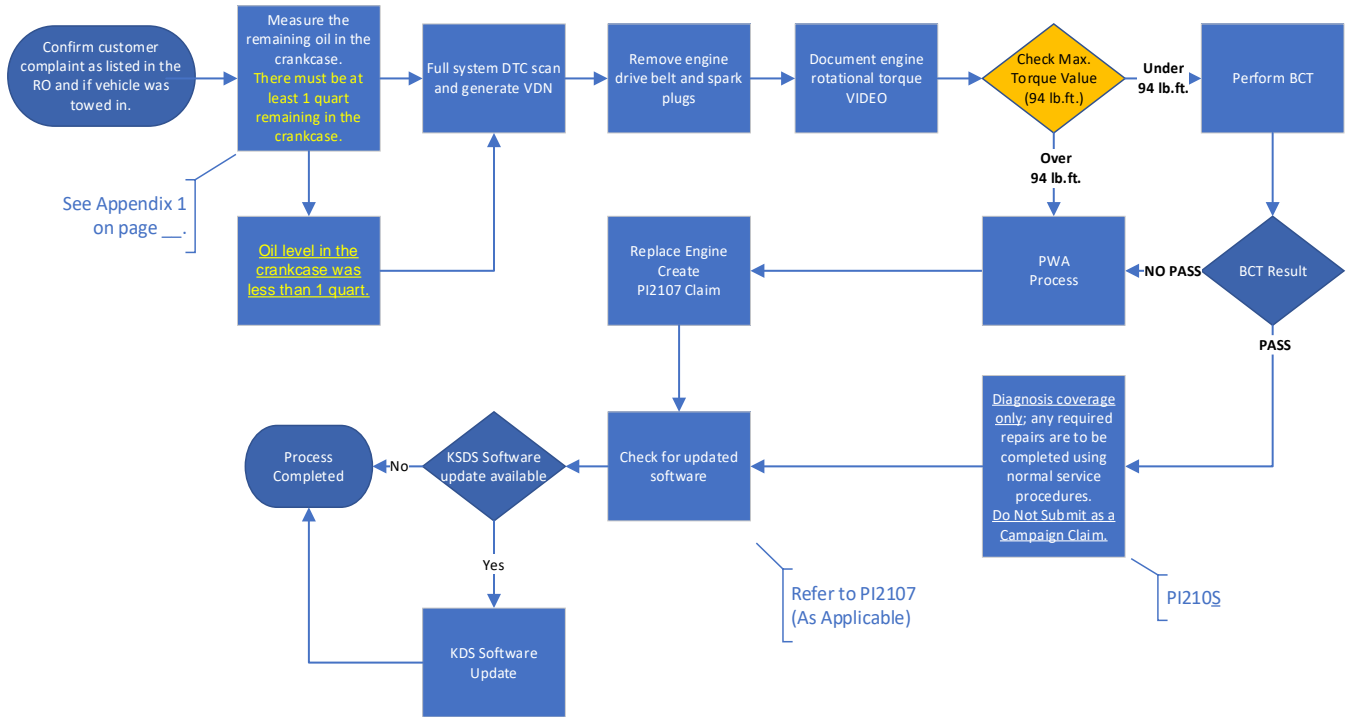 Confirm customer
complaint as listed in the
RO and if vehicle was
towed in.
Measure the
remaining oil in the
crankcase.
There must be at
least 1 quart
remaining in the
crankcase.
Full system DTC scan
and generate VDN
Remove engine
drive belt and spark
plugs
Document engine
rotational torque
VIDEO
Check Max.
Torque Value
(94 lb.ft.)
Under
94 lb.ft.
Perform BCT
Over
94 lb.ft.
See Appendix 1
on page __.
Oil level in the
crankcase was
less than 1 quart.
Replace Engine
Create
PI2107 Claim
PWA
Process
NO PASS
BCT Result
PASS
Diagnosis coverage
only; any required
repairs are to be
completed using
normal service
procedures.
Do Not Submit as a
Campaign Claim.
Process
Completed
No
KSDS Software
update available
Check for updated
software
Yes
Refer to PI2107
(As Applicable)
PI210S
KDS Software
Update